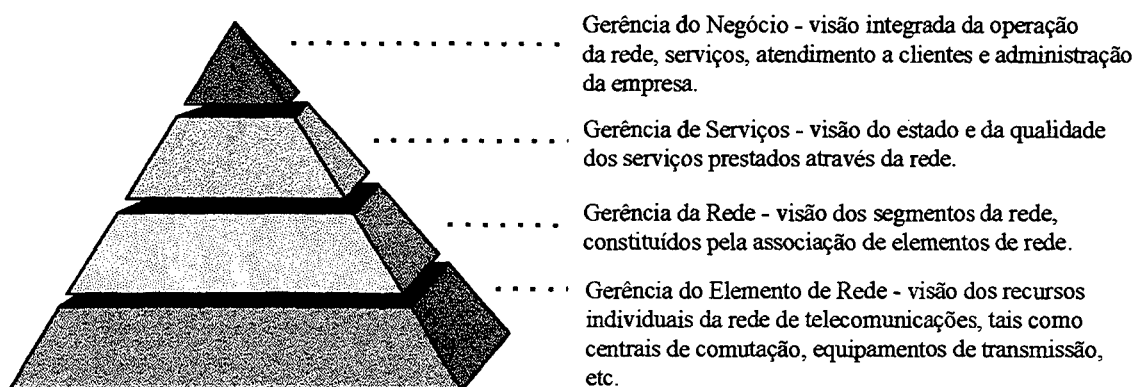 Gerência do Negócio - visão integrada da operação
da rede, serviços, atendimento a clientes e administração
da empresa.
Gerência de Serviços - visão do estado e da qualidade
dos serviços prestados através da rede.
Gerência da Rede - visão dos segmentos da rede,
constituídos pela associação de elementos de rede.
Gerência do Elemento de Rede - visão dos recursos
individuais da rede de telecomunicações, tais como
centrais de comutação, equipamentos de transmissão,
etc.